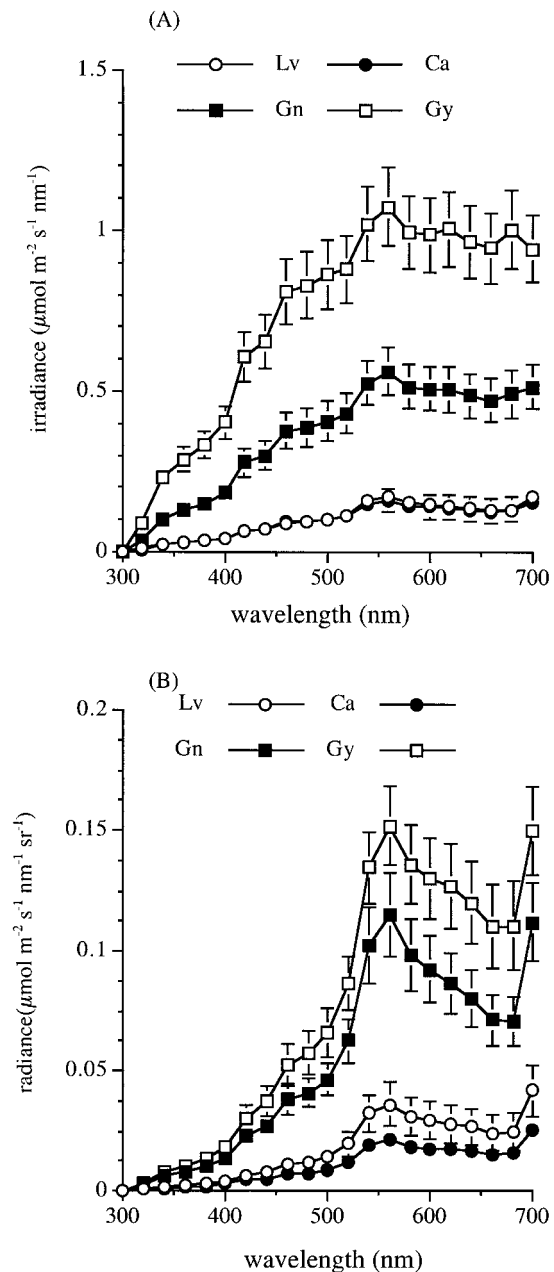 (A)
Lv Ca
Gn Gy
1.5
1
0.5
0
irradiance (µmol m⁻² s⁻¹ nm⁻¹)
300 400 500 600 700
wavelength (nm)
(B)
Lv Ca
Gn Gy
0.2
0.15
0.1
0.05
0
radiance(µmol m⁻² s⁻¹ nm⁻¹ sr⁻¹)
300 400 500 600 700
wavelength (nm)